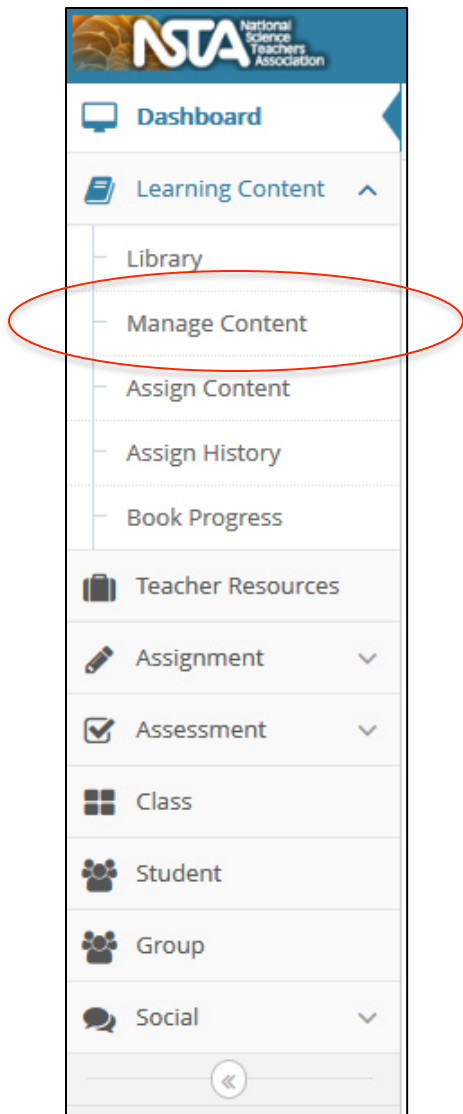 NSTA
National
Science
Teachers
Association
Dashboard
Learning Content
Library
Manage Content
Assign Content
Assign History
Book Progress
Teacher Resources
Assignment
Assessment
Class
Student
Group
Social